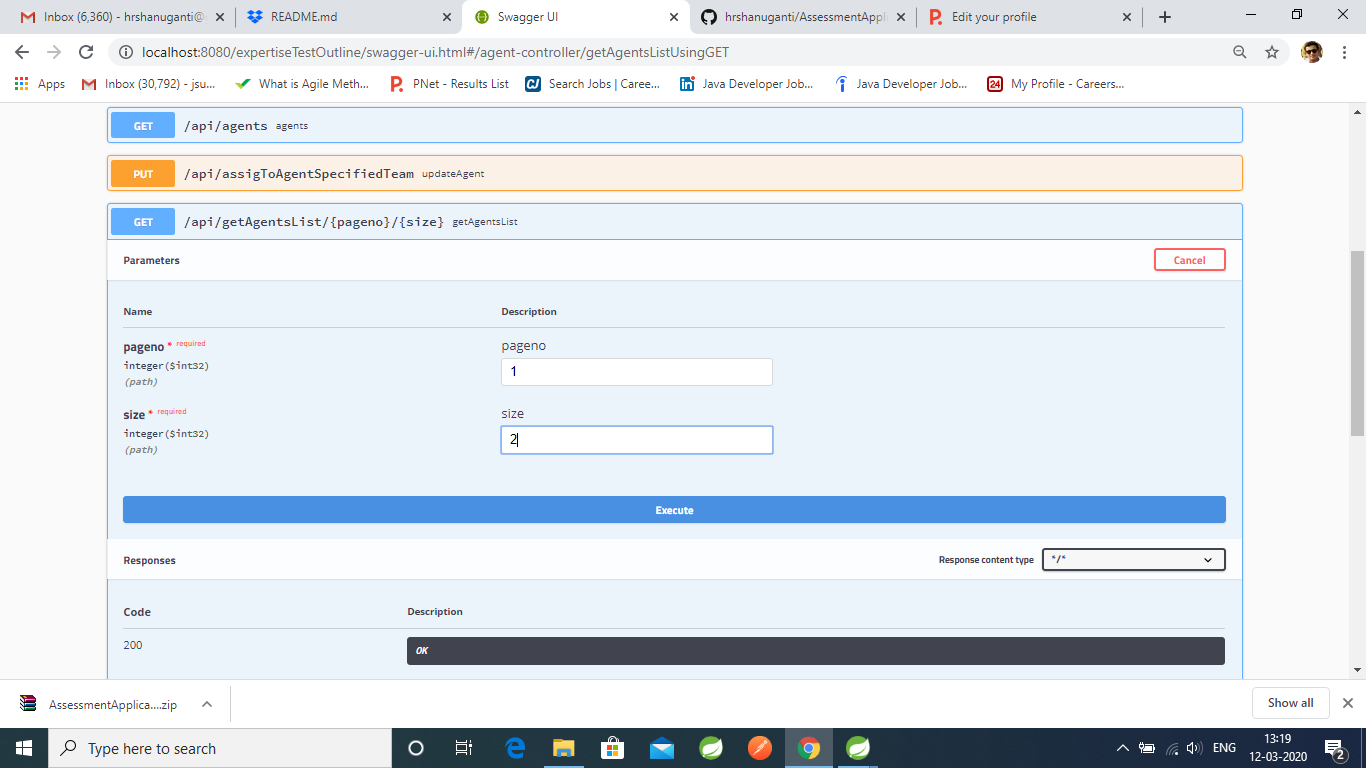 Inbox (6,360) - hrshanuganti@
README.md
Swagger UI
hrshanuganti/AssessmentAppli
Edit your profile
localhost:8080/expertiseTestOutline/swagger-ui.html#/agent-controller/getAgentsListUsingGET
Apps
Inbox (30,792) - jsu...
What is Agile Meth...
PNet - Results List
Search Jobs | Caree...
Java Developer Job...
Java Developer Job...
24
My Profile - Careers...
GET /api/agents agents
PUT /api/assigToAgentSpecifiedTeam updateAgent
GET /api/getAgentsList/{pageno}/{size} getAgentsList
Parameters
Cancel
Name Description
pageno * required
integer($int32)
(path)
pageno
1
size * required
integer($int32)
(path)
size
2
Execute
Responses
Response content type */*
Code Description
200
OK
AssessmentApplica....zip
Show all
Type here to search
ENG
13:19
12-03-2020
2